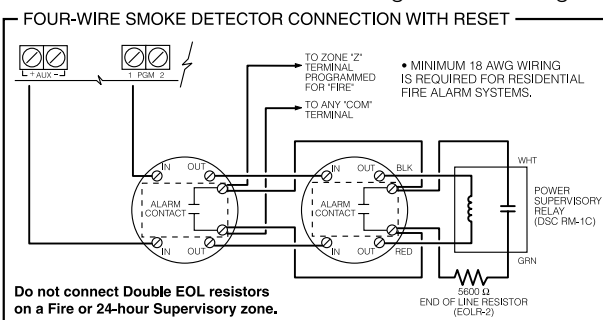 FOUR-WIRE SMOKE DETECTOR CONNECTION WITH RESET
+ AUX -
1 PGM 2
TO ZONE "Z"
TERMINAL
PROGRAMMED
FOR "FIRE"
TO ANY "COM"
TERMINAL
• MINIMUM 18 AWG WIRING
IS REQUIRED FOR RESIDENTIAL
FIRE ALARM SYSTEMS.
IN OUT IN OUT BLK WHT
ALARM
CONTACT
ALARM
CONTACT
POWER
SUPERVISORY
RELAY
(DSC RM-1C)
IN OUT IN OUT RED GRN
5600 Ω
END OF LINE RESISTOR
(EOLR-2)
Do not connect Double EOL resistors
on a Fire or 24-hour Supervisory zone.